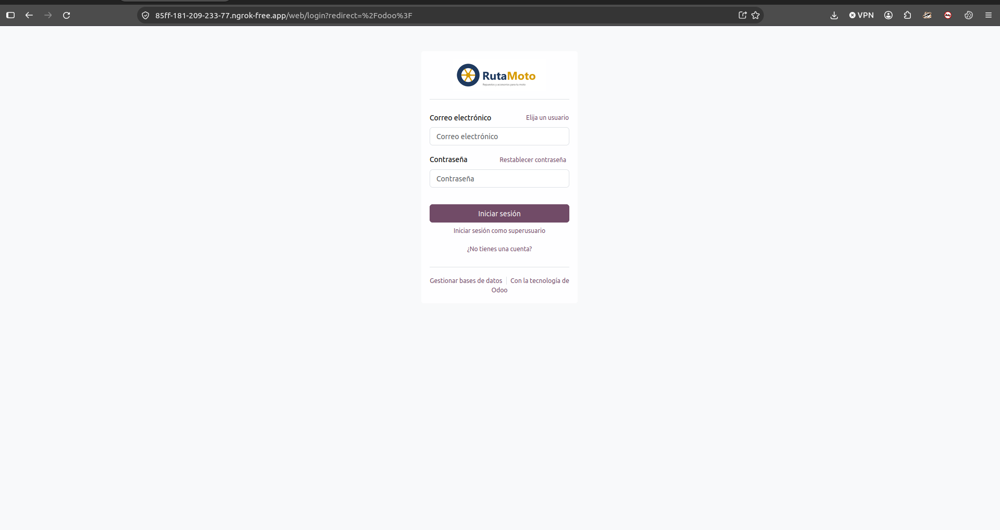 85ff-181-209-233-77.ngrok-free.app/web/login?redirect=%2Fodoo%3F
VPN
RutaMoto
Repuestos y accesorios para tu moto
Correo electrónico Elija un usuario
Correo electrónico
Contraseña Restablecer contraseña
Contraseña
Iniciar sesión
Iniciar sesión como superusuario
¿No tienes una cuenta?
Gestionar bases de datos Con la tecnología de
Odoo